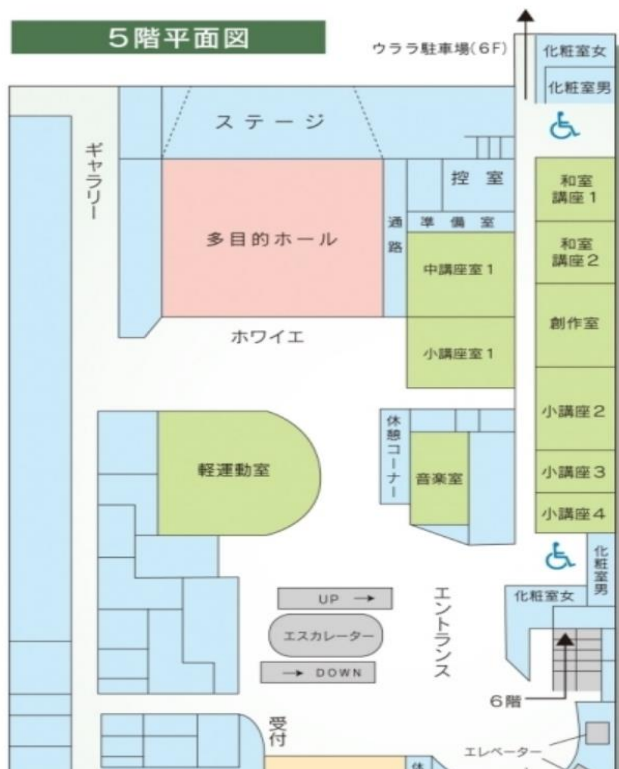 5階平面図
ウララ駐車場(6F)
化粧室女
化粧室男
ステージ
ギャラリー
控室
和室
講座1
通路
準備室
多目的ホール
和室
講座2
中講座室1
創作室
ホワイエ
小講座室1
小講座2
休憩コーナー
軽運動室
音楽室
小講座3
小講座4
化粧室男
化粧室女
UP →
エントランス
エスカレーター
→ DOWN
6階
受付
エレベーター
休